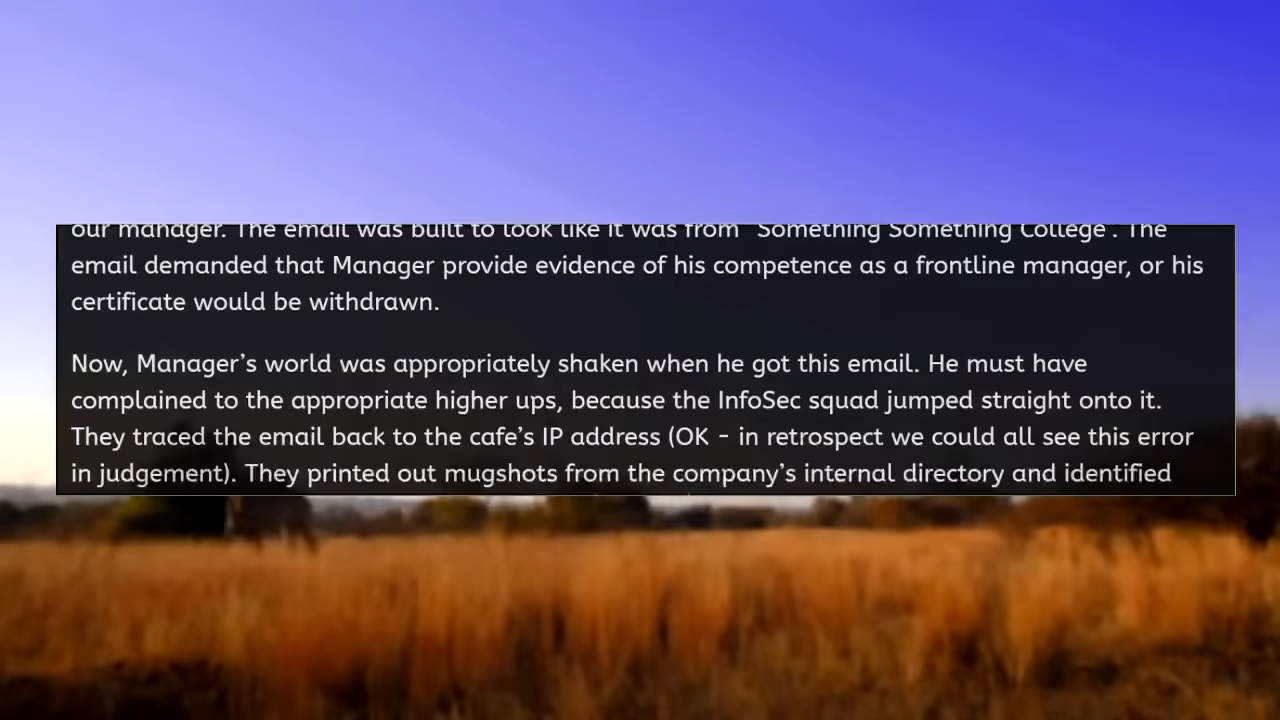 our manager. The email was built to look like it was from "Something Something College". The
email demanded that Manager provide evidence of his competence as a frontline manager, or his
certificate would be withdrawn.
Now, Manager’s world was appropriately shaken when he got this email. He must have
complained to the appropriate higher ups, because the InfoSec squad jumped straight onto it.
They traced the email back to the cafe’s IP address (OK - in retrospect we could all see this error
in judgement). They printed out mugshots from the company’s internal directory and identified